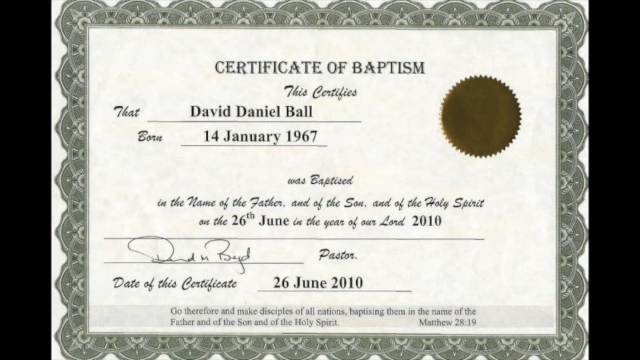 CERTIFICATE OF BAPTISM
This Certifies
That David Daniel Ball
Born 14 January 1967
was Baptised
in the Name of the Father, and of the Son, and of the Holy Spirit
on the 26th June in the year of our Lord 2010
Pastor.
Date of this Certificate 26 June 2010
Go therefore and make disciples of all nations, baptising them in the name of the
Father and of the Son and of the Holy Spirit. Matthew 28:19